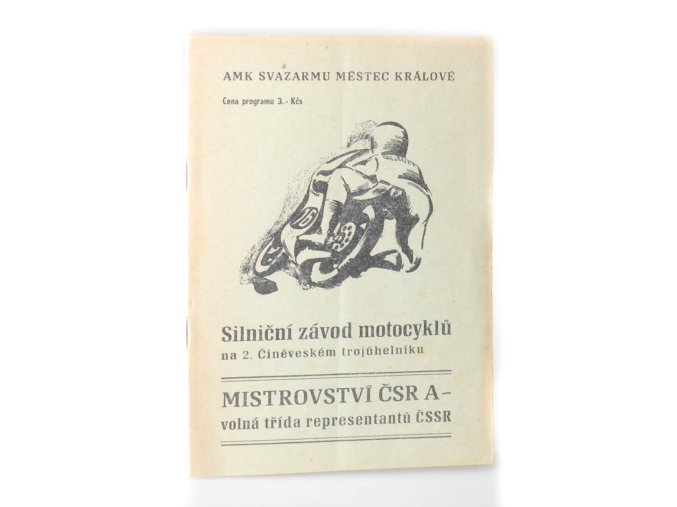 AMK SVAZARMU MĚSTEC KRÁLOVÉ
Cena programu 3.- Kčs
16
Silniční závod motocyklů
na 2. Činěveském trojúhelníku
MISTROVSTVÍ ČSR A -
volná třída representantů ČSSR